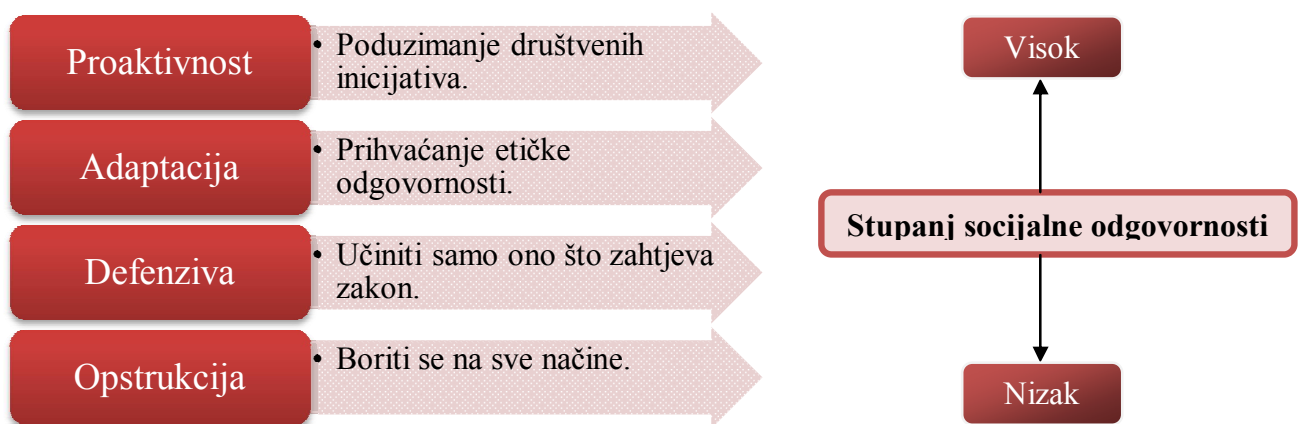 Proaktivnost
• Poduzimanje društvenih
inicijativa.
Adaptacija
• Prihvaćanje etičke
odgovornosti.
Defenziva
• Učiniti samo ono što zahtjeva
zakon.
Opstrukcija
• Boriti se na sve načine.
Visok
Stupanj socijalne odgovornosti
Nizak